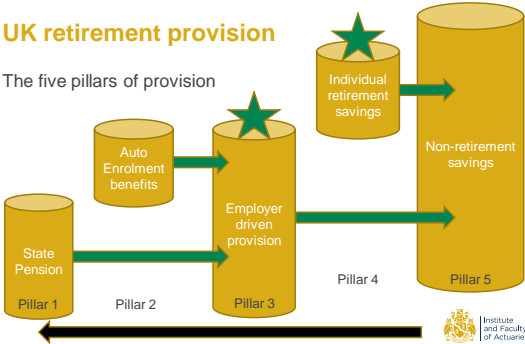 UK retirement provision
The five pillars of provision
Individual
retirement
savings
Auto
Enrolment
benefits
Non-retirement
savings
Employer
driven
provision
State
Pension
Pillar 1
Pillar 2
Pillar 3
Pillar 4
Pillar 5
Institute
and Faculty
of Actuarie